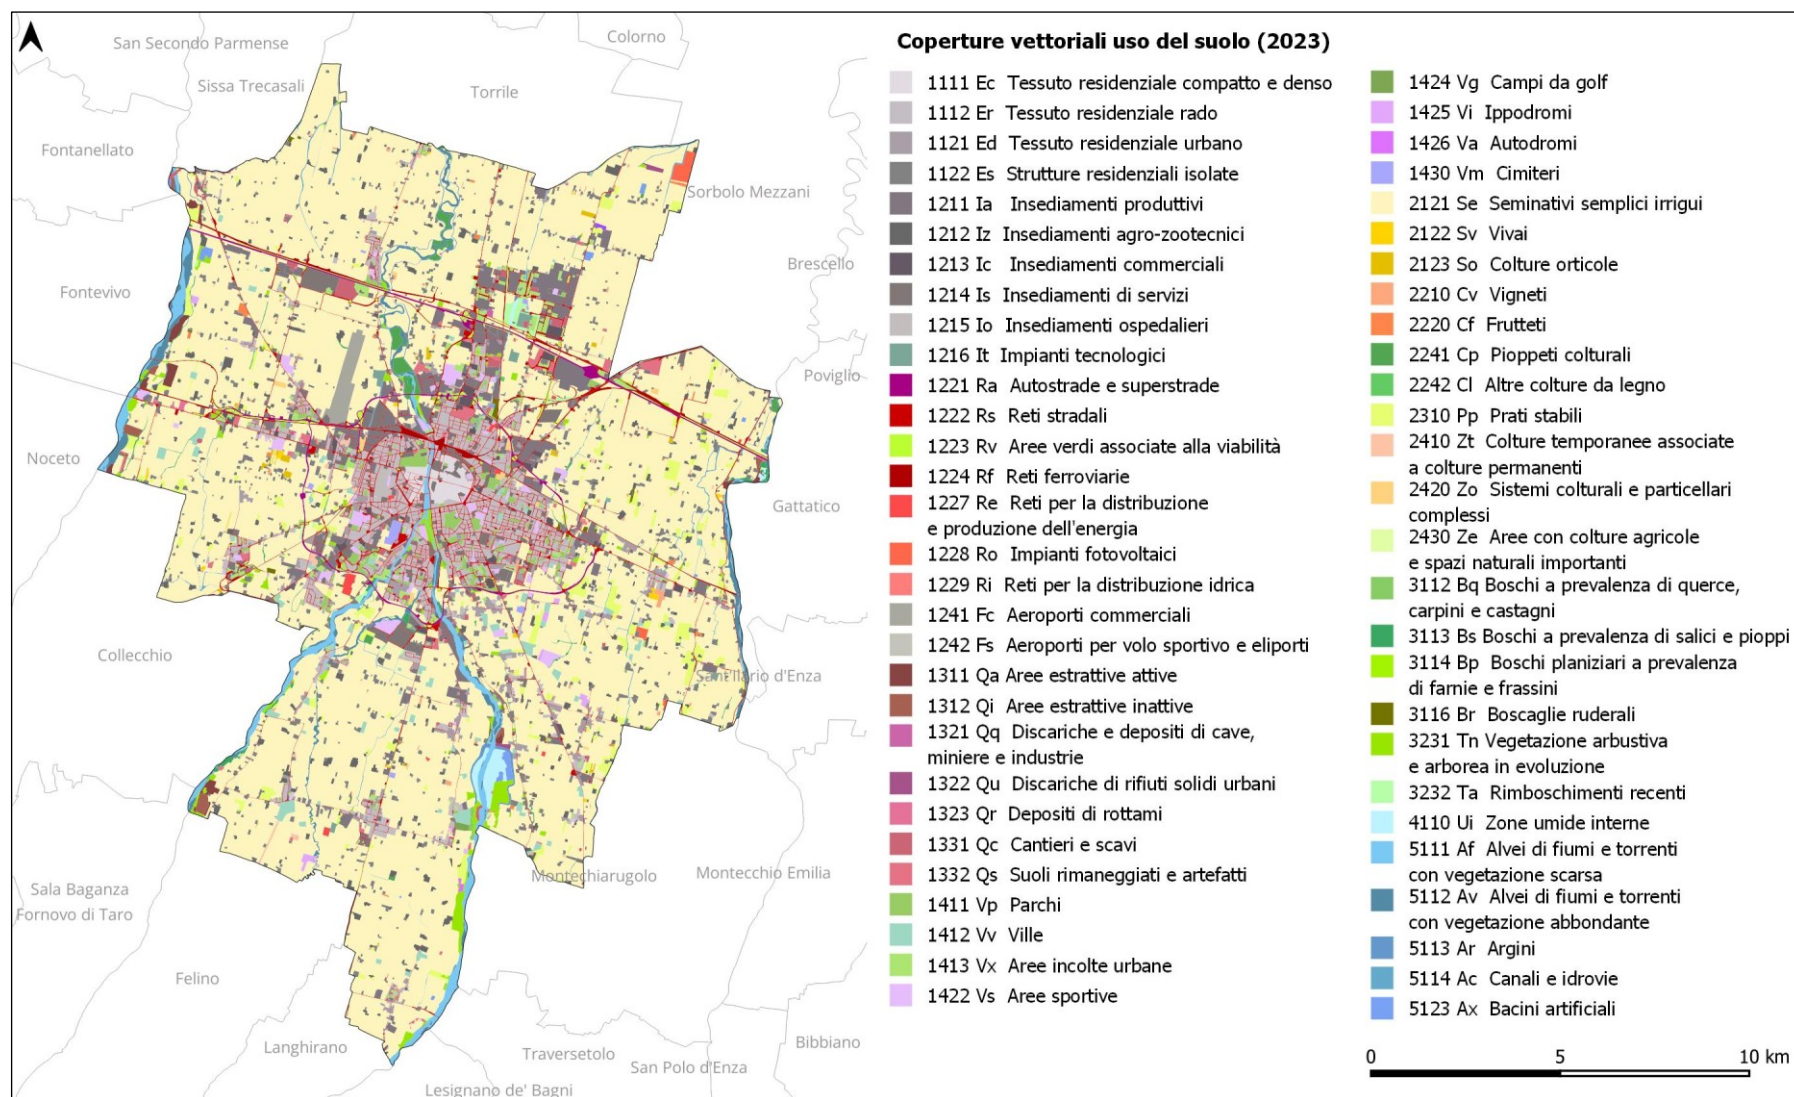 San Secondo Parmense
Colorno
Sissa Trecasali
Torrile
Fontanellato
Sorbolo Mezzani
Brescello
Fontevivo
Poviglio
Noceto
Gattatico
Collecchio
Sant'Ilario d'Enza
Montechiarugolo
Montecchio Emilia
Sala Baganza
Fornovo di Taro
Felino
Langhirano
Traversetolo
San Polo d'Enza
Bibbiano
Lesignano de' Bagni
Coperture vettoriali uso del suolo (2023)
1111 Ec Tessuto residenziale compatto e denso
1112 Er Tessuto residenziale rado
1121 Ed Tessuto residenziale urbano
1122 Es Strutture residenziali isolate
1211 Ia Insediamenti produttivi
1212 Iz Insediamenti agro-zootecnici
1213 Ic Insediamenti commerciali
1214 Is Insediamenti di servizi
1215 Io Insediamenti ospedalieri
1216 It Impianti tecnologici
1221 Ra Autostrade e superstrade
1222 Rs Reti stradali
1223 Rv Aree verdi associate alla viabilità
1224 Rf Reti ferroviarie
1227 Re Reti per la distribuzione
e produzione dell'energia
1228 Ro Impianti fotovoltaici
1229 Ri Reti per la distribuzione idrica
1241 Fc Aeroporti commerciali
1242 Fs Aeroporti per volo sportivo e eliporti
1311 Qa Aree estrattive attive
1312 Qi Aree estrattive inattive
1321 Qq Discariche e depositi di cave,
miniere e industrie
1322 Qu Discariche di rifiuti solidi urbani
1323 Qr Depositi di rottami
1331 Qc Cantieri e scavi
1332 Qs Suoli rimaneggiati e artefatti
1411 Vp Parchi
1412 Vv Ville
1413 Vx Aree incolte urbane
1422 Vs Aree sportive
1424 Vg Campi da golf
1425 Vi Ippodromi
1426 Va Autodromi
1430 Vm Cimiteri
2121 Se Seminativi semplici irrigui
2122 Sv Vivai
2123 So Colture orticole
2210 Cv Vigneti
2220 Cf Frutteti
2241 Cp Pioppeti colturali
2242 Cl Altre colture da legno
2310 Pp Prati stabili
2410 Zt Colture temporanee associate
a colture permanenti
2420 Zo Sistemi colturali e particellari
complessi
2430 Ze Aree con colture agricole
e spazi naturali importanti
3112 Bq Boschi a prevalenza di querce,
carpini e castagni
3113 Bs Boschi a prevalenza di salici e pioppi
3114 Bp Boschi planiziari a prevalenza
di farnie e frassini
3116 Br Boscaglie ruderali
3231 Tn Vegetazione arbustiva
e arborea in evoluzione
3232 Ta Rimboschimenti recenti
4110 Ui Zone umide interne
5111 Af Alvei di fiumi e torrenti
con vegetazione scarsa
5112 Av Alvei di fiumi e torrenti
con vegetazione abbondante
5113 Ar Argini
5114 Ac Canali e idrovie
5123 Ax Bacini artificiali
0 5 10 km